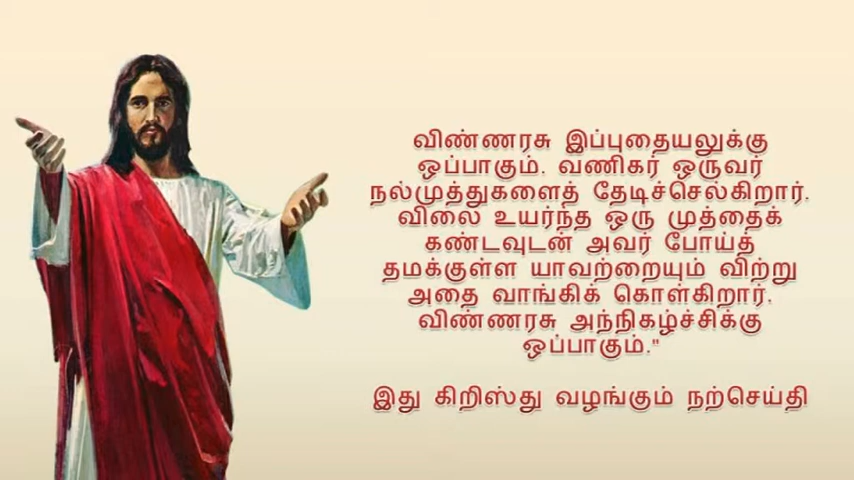 விண்ணரசு இப்புதையலுக்கு
ஒப்பாகும். வணிகர் ஒருவர்
நல்முத்துகளைத் தேடிச்செல்கிறார்.
விலை உயர்ந்த ஒரு முத்தைக்
கண்டவுடன் அவர் போய்த்
தமக்குள்ள யாவற்றையும் விற்று
அதை வாங்கிக் கொள்கிறார்.
விண்ணரசு அந்நிகழ்ச்சிக்கு
ஒப்பாகும்."
இது கிறிஸ்து வழங்கும் நற்செய்தி